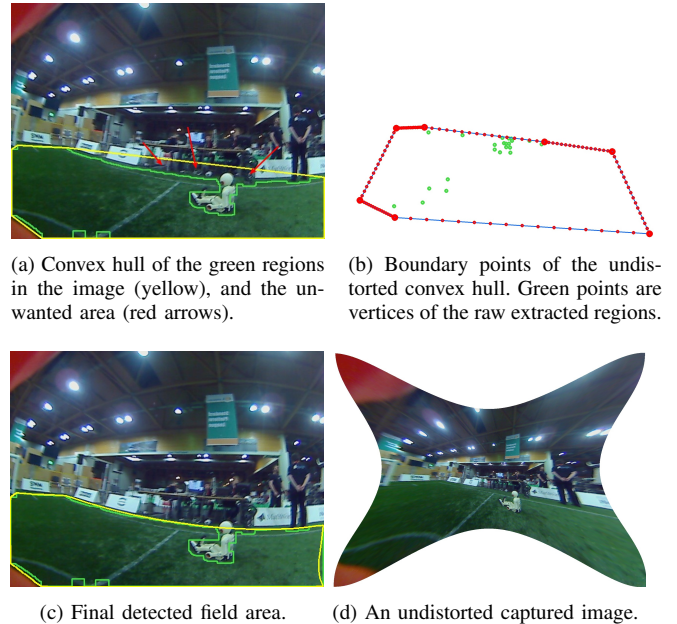 (a) Convex hull of the green regions
in the image (yellow), and the un-
wanted area (red arrows).
(b) Boundary points of the undis-
torted convex hull. Green points are
vertices of the raw extracted regions.
(c) Final detected field area.
(d) An undistorted captured image.